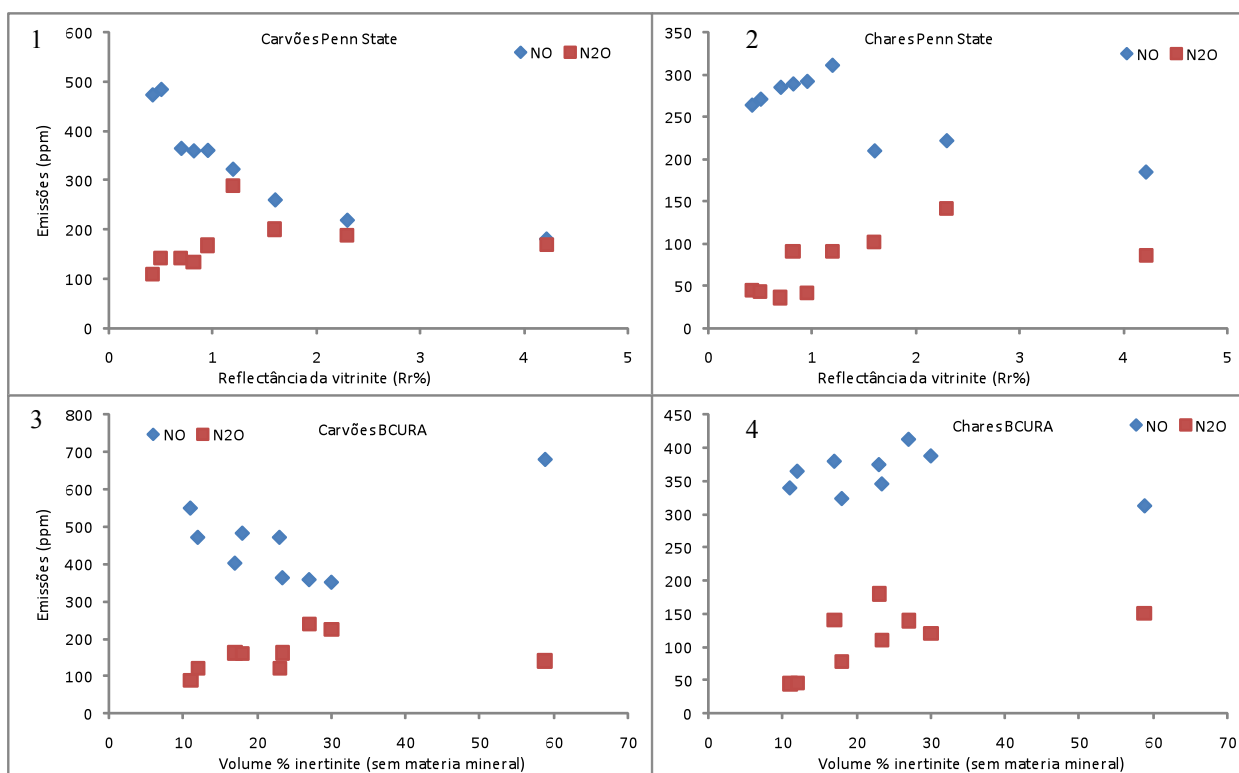 1
Carvões Penn State
NO
N2O
Emissões (ppm)
600
500
400
300
200
100
0
0 1 2 3 4 5
Reflectância da vitrinite (Rr%)
2
Chares Penn State
NO
N2O
350
300
250
200
150
100
50
0
0 1 2 3 4 5
Reflectância da vitrinite (Rr%)
3
NO
N2O
Carvões BCURA
Emissões (ppm)
800
700
600
500
400
300
200
100
0
0 10 20 30 40 50 60 70
Volume % inertinite (sem materia mineral)
4
Chares BCURA
NO
N2O
450
400
350
300
250
200
150
100
50
0
0 10 20 30 40 50 60 70
Volume % inertinite (sem materia mineral)